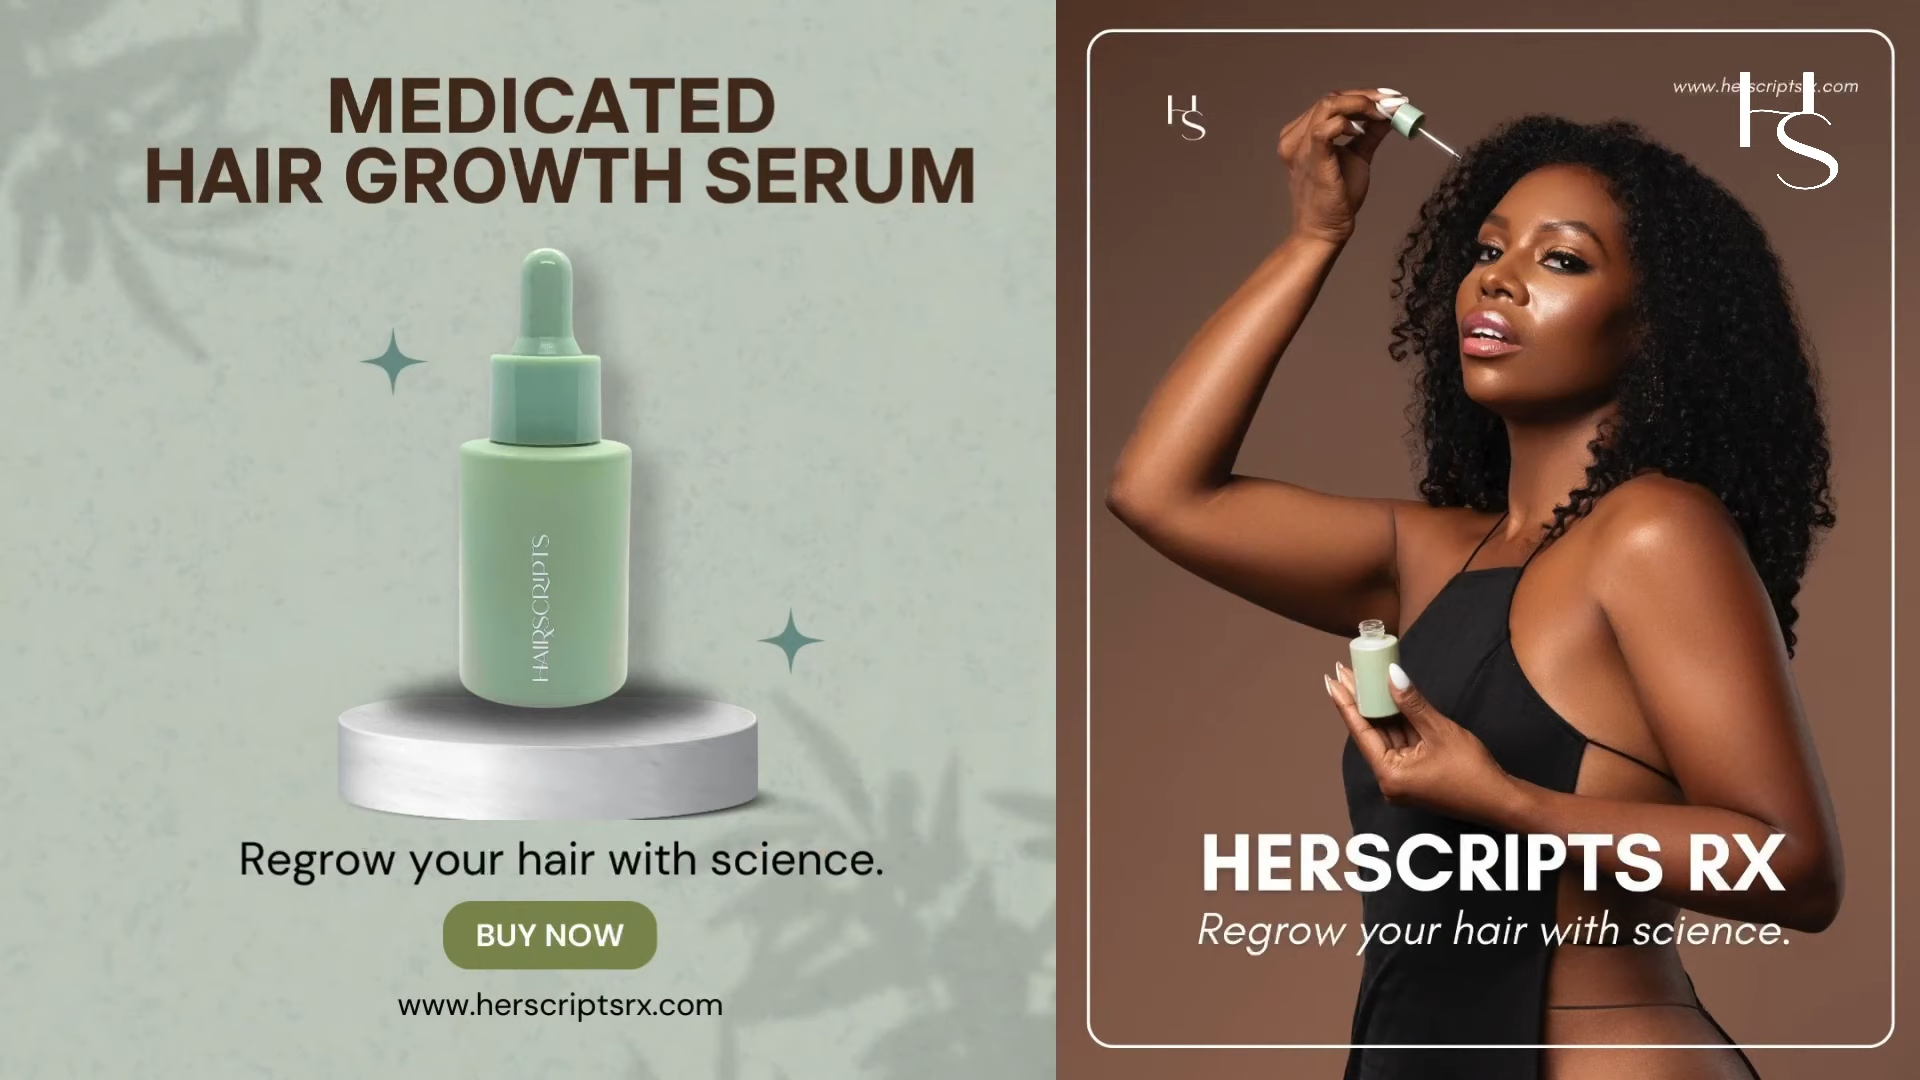 MEDICATED
HAIR GROWTH SERUM
HAIRSCRIPTS
Regrow your hair with science.
BUY NOW
www.herscriptsrx.com
HS
www.herscriptsrx.com
HS
HERSCRIPTS RX
Regrow your hair with science.